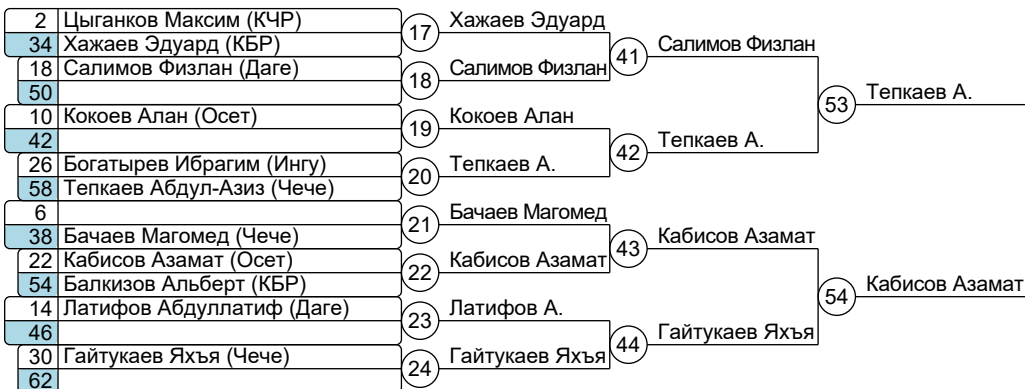 2 Цыганков Максим (КЧР)
34 Хажаев Эдуард (КБР)
18 Салимов Физлан (Даге)
50
10 Кокоев Алан (Осет)
42
26 Богатырев Ибрагим (Ингу)
58 Тепкаев Абдул-Азиз (Чече)
6
38 Бачаев Магомед (Чече)
22 Кабисов Азамат (Осет)
54 Балкизов Альберт (КБР)
14 Латифов Абдуллатиф (Даге)
46
30 Гайтукаев Яхъя (Чече)
62
17 Хажаев Эдуард
18 Салимов Физлан
19 Кокоев Алан
20 Тепкаев А.
21 Бачаев Магомед
22 Кабисов Азамат
23 Латифов А.
24 Гайтукаев Яхъя
41 Салимов Физлан
42 Тепкаев А.
43 Кабисов Азамат
44 Гайтукаев Яхъя
53 Тепкаев А.
54 Кабисов Азамат